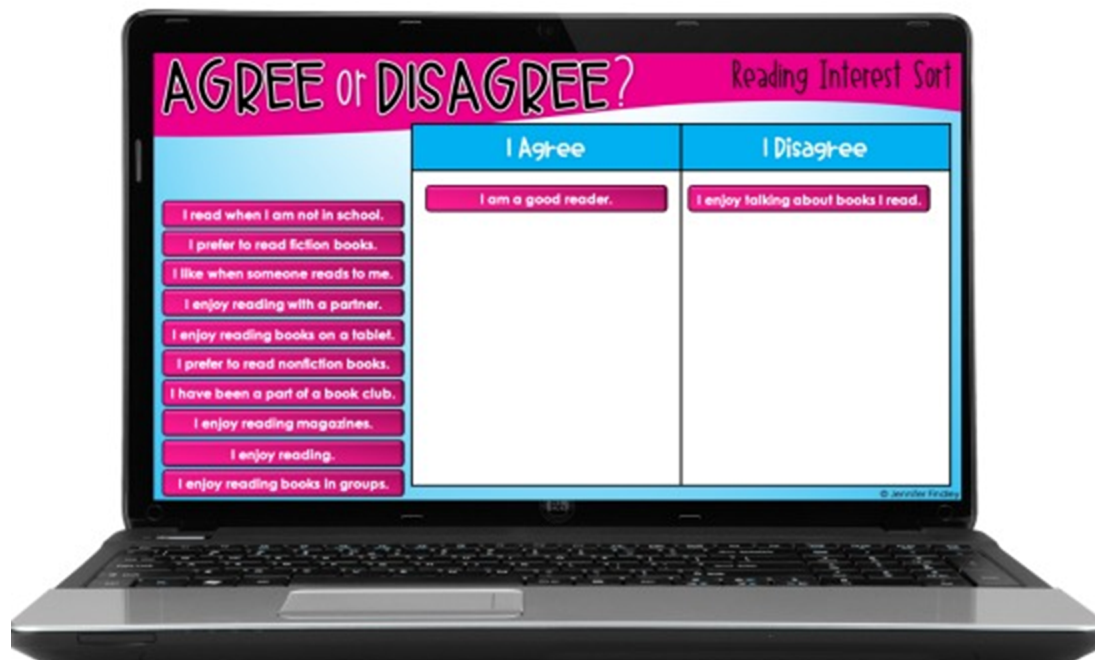 AGREE or DISAGREE?
Reading Interest Sort
I Agree
I Disagree
I am a good reader.
I enjoy talking about books I read.
I read when I am not in school.
I prefer to read fiction books.
I like when someone reads to me.
I enjoy reading with a partner.
I enjoy reading books on a tablet.
I prefer to read nonfiction books.
I have been a part of a book club.
I enjoy reading magazines.
I enjoy reading.
I enjoy reading books in groups.
© Jennifer Findley